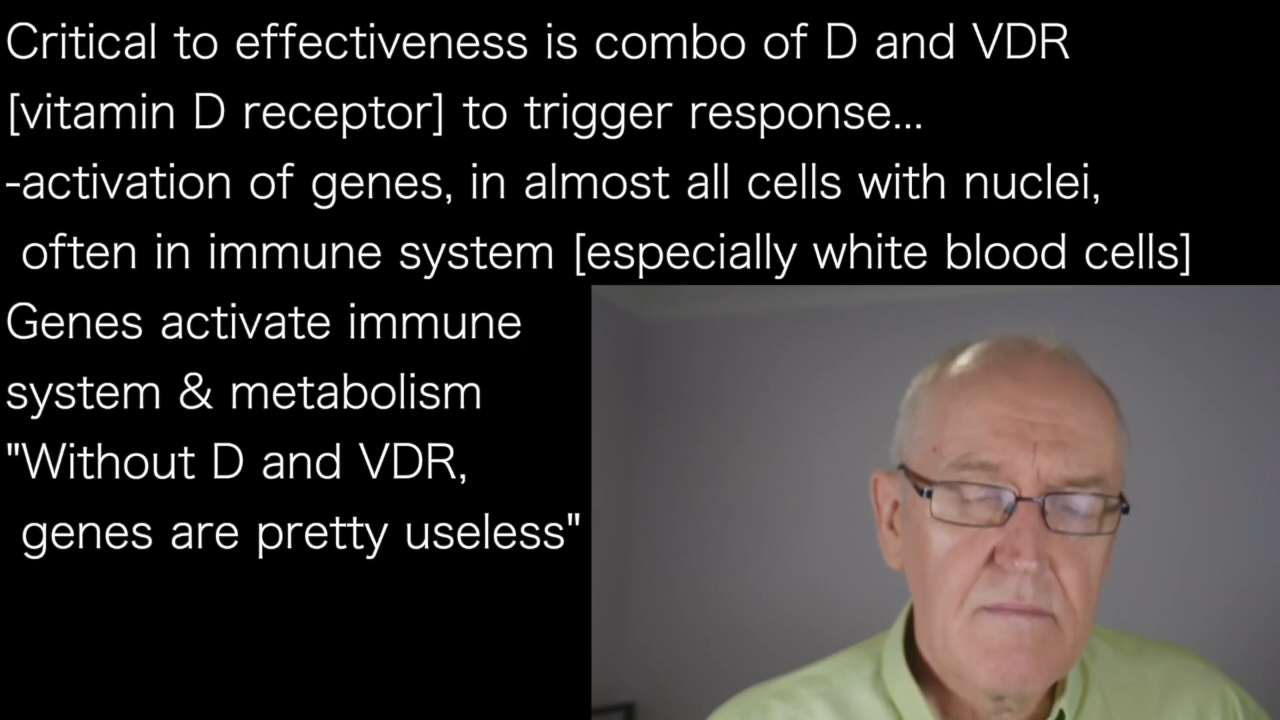 Critical to effectiveness is combo of D and VDR
[vitamin D receptor] to trigger response...
-activation of genes, in almost all cells with nuclei,
often in immune system [especially white blood cells]
Genes activate immune
system & metabolism
"Without D and VDR,
genes are pretty useless"